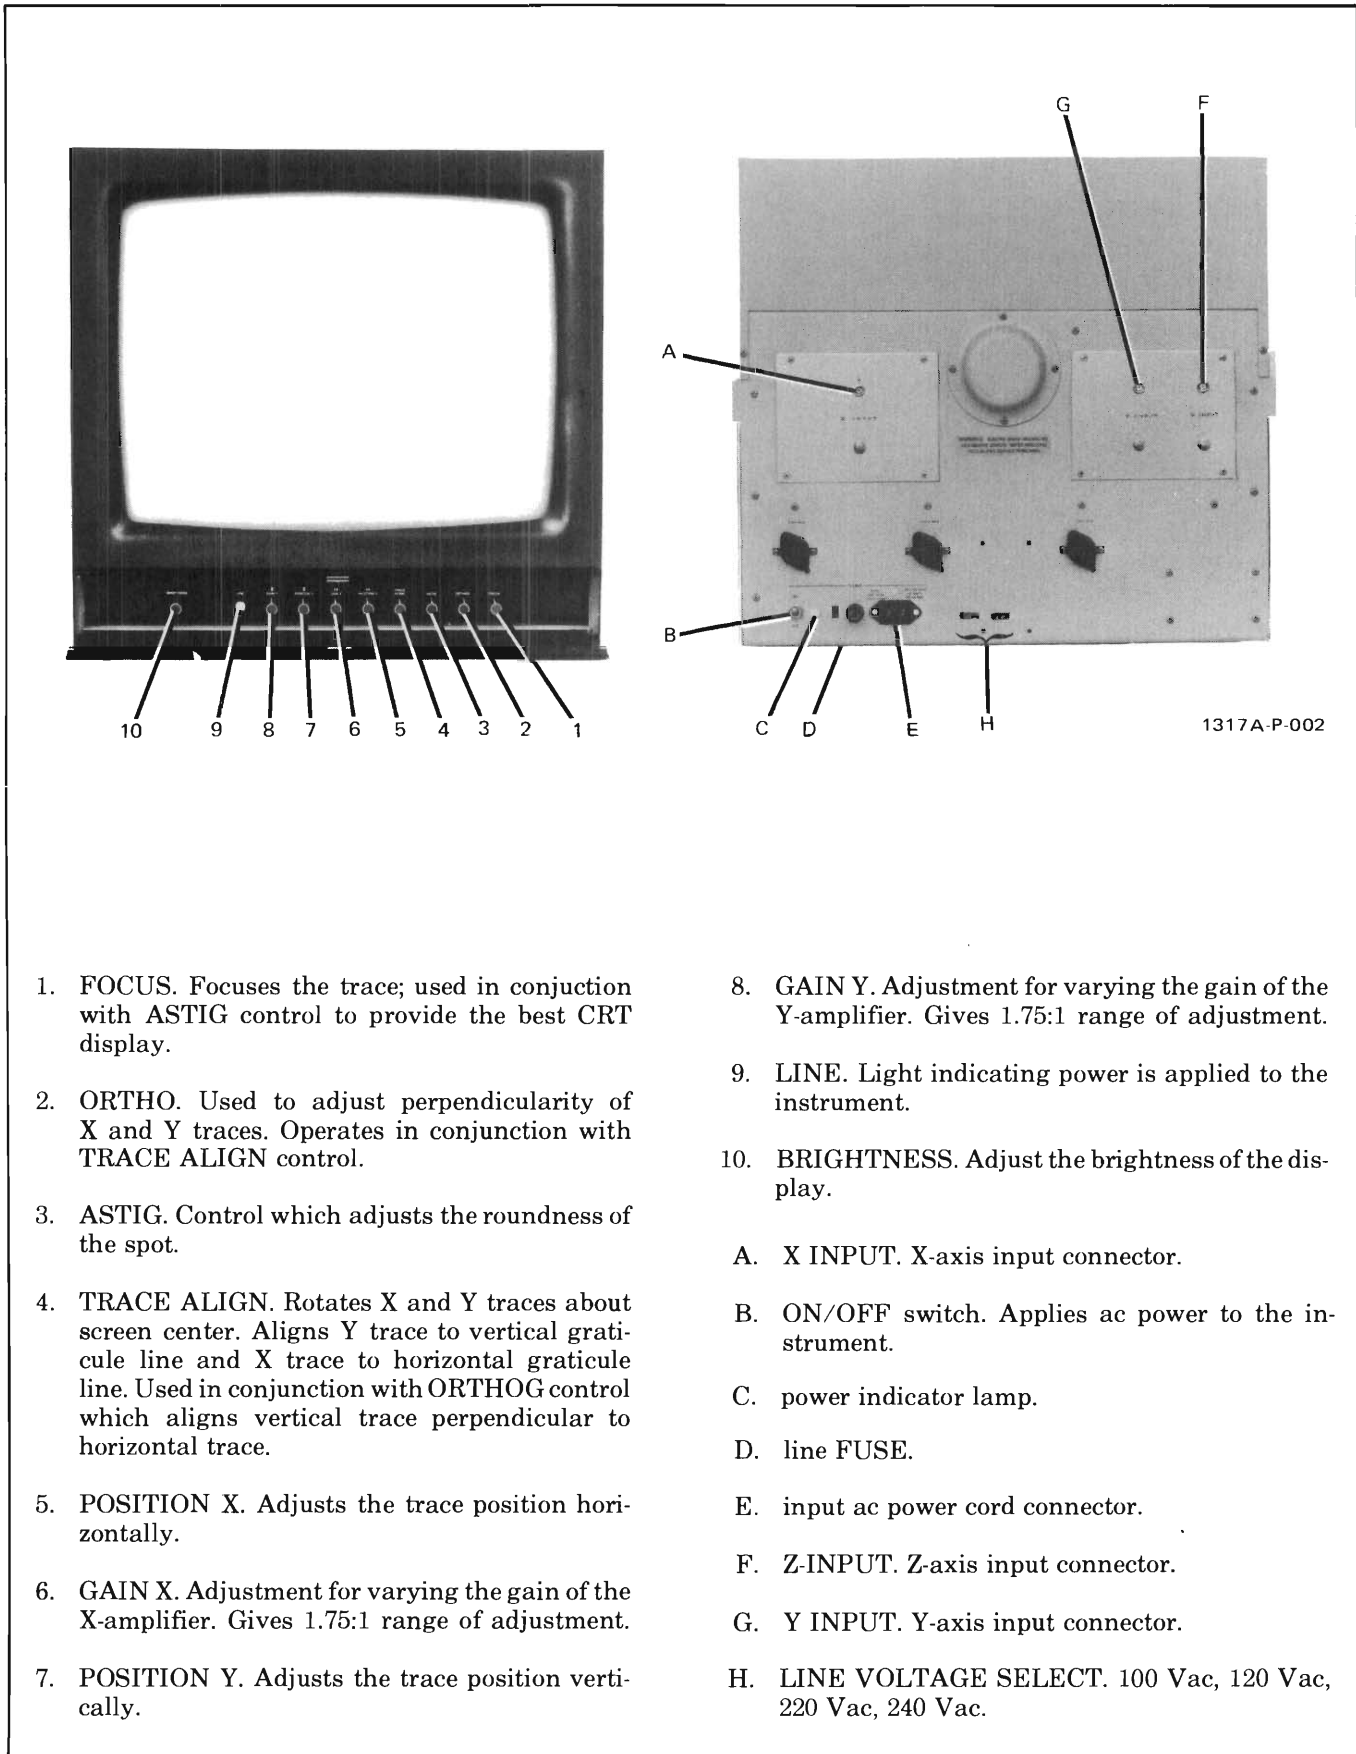 G F
A
B
C D E H
10 9 8 7 6 5 4 3 2 1
1317A-P-002
1. FOCUS. Focuses the trace; used in conjuction
with ASTIG control to provide the best CRT
display.
2. ORTHO. Used to adjust perpendicularity of
X and Y traces. Operates in conjunction with
TRACE ALIGN control.
3. ASTIG. Control which adjusts the roundness of
the spot.
4. TRACE ALIGN. Rotates X and Y traces about
screen center. Aligns Y trace to vertical grati-
cule line and X trace to horizontal graticule
line. Used in conjunction with ORTHOG control
which aligns vertical trace perpendicular to
horizontal trace.
5. POSITION X. Adjusts the trace position hori-
zontally.
6. GAIN X. Adjustment for varying the gain of the
X-amplifier. Gives 1.75:1 range of adjustment.
7. POSITION Y. Adjusts the trace position verti-
cally.
8. GAIN Y. Adjustment for varying the gain of the
Y-amplifier. Gives 1.75:1 range of adjustment.
9. LINE. Light indicating power is applied to the
instrument.
10. BRIGHTNESS. Adjust the brightness of the dis-
play.
A. X INPUT. X-axis input connector.
B. ON/OFF switch. Applies ac power to the in-
strument.
C. power indicator lamp.
D. line FUSE.
E. input ac power cord connector.
F. Z-INPUT. Z-axis input connector.
G. Y INPUT. Y-axis input connector.
H. LINE VOLTAGE SELECT. 100 Vac, 120 Vac,
220 Vac, 240 Vac.